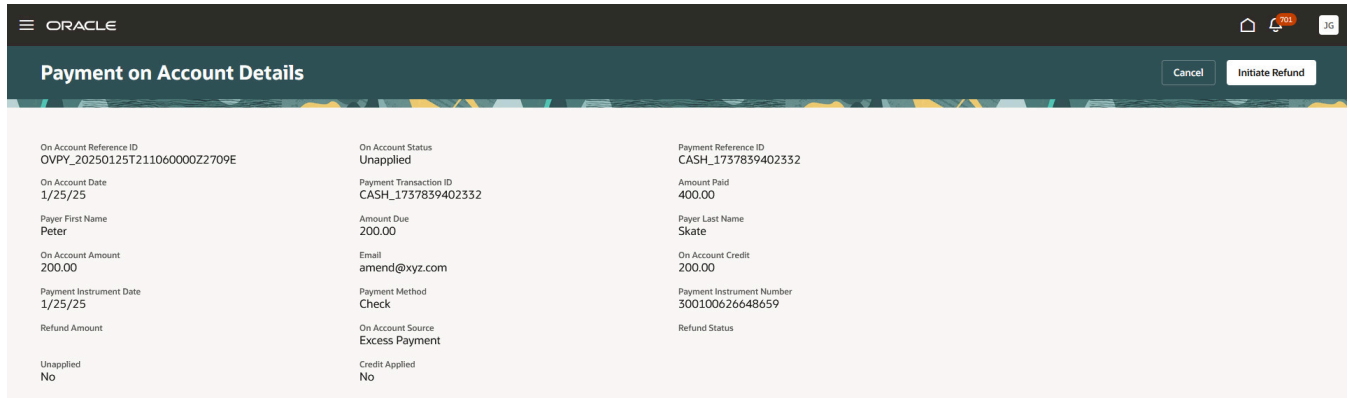 ORACLE
701
JG
Payment on Account Details
Cancel
Initiate Refund
On Account Reference ID
OVPY_20250125T211060000Z2709E
On Account Status
Unapplied
Payment Reference ID
CASH_1737839402332
On Account Date
1/25/25
Payment Transaction ID
CASH_1737839402332
Amount Paid
400.00
Payer First Name
Peter
Amount Due
200.00
Payer Last Name
Skate
On Account Amount
200.00
Email
amend@xyz.com
On Account Credit
200.00
Payment Instrument Date
1/25/25
Payment Method
Check
Payment Instrument Number
300100626648659
Refund Amount
On Account Source
Excess Payment
Refund Status
Unapplied
No
Credit Applied
No